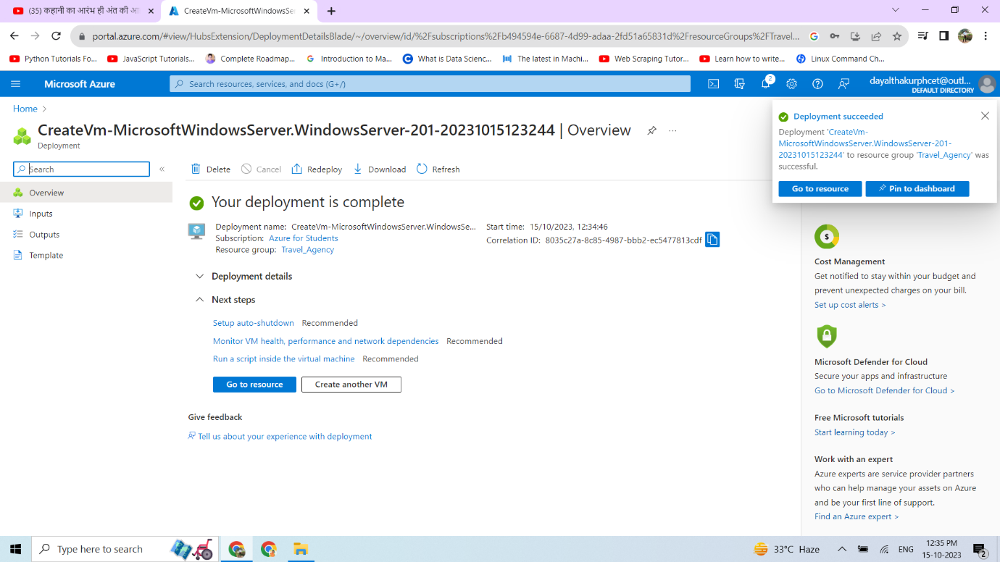 (35) कहानी का आरंभ ही अंत की आ
CreateVm-MicrosoftWindowsSer
portal.azure.com/#view/HubsExtension/DeploymentDetailsBlade/~/overview/id/%2Fsubscriptions%2Fb494594e-6687-4d99-adaa-2fd51a65831d%2FresourceGroups%2FTravel...
Python Tutorials Fo...
JavaScript Tutorials...
Complete Roadmap...
Introduction to Ma...
What is Data Scienc...
The latest in Machi...
Web Scraping Tutor...
Learn how to write...
Linux Command Ch...
Microsoft Azure
Search resources, services, and docs (G+/)
2
dayalthakurphcet@outl...
DEFAULT DIRECTORY
Home
CreateVm-MicrosoftWindowsServer.WindowsServer-201-20231015123244 | Overview
Deployment
Search
Overview
Inputs
Outputs
Template
Delete
Cancel
Redeploy
Download
Refresh
Your deployment is complete
Deployment name: CreateVm-MicrosoftWindowsServer.WindowsSe...
Subscription: Azure for Students
Resource group: Travel_Agency
Start time: 15/10/2023, 12:34:46
Correlation ID: 8035c27a-8c85-4987-bbb2-ec5477813cdf
Deployment details
Next steps
Setup auto-shutdown Recommended
Monitor VM health, performance and network dependencies Recommended
Run a script inside the virtual machine Recommended
Go to resource
Create another VM
Give feedback
Tell us about your experience with deployment
Deployment succeeded
Deployment 'CreateVm-
MicrosoftWindowsServer.WindowsServer-201-
20231015123244' to resource group 'Travel_Agency' was
successful.
Go to resource
Pin to dashboard
$
Cost Management
Get notified to stay within your budget and
prevent unexpected charges on your bill.
Set up cost alerts >
Microsoft Defender for Cloud
Secure your apps and infrastructure
Go to Microsoft Defender for Cloud >
Free Microsoft tutorials
Start learning today >
Work with an expert
Azure experts are service provider partners
who can help manage your assets on Azure
and be your first line of support.
Find an Azure expert >
Type here to search
33°C Haze
ENG
12:35 PM
15-10-2023
2